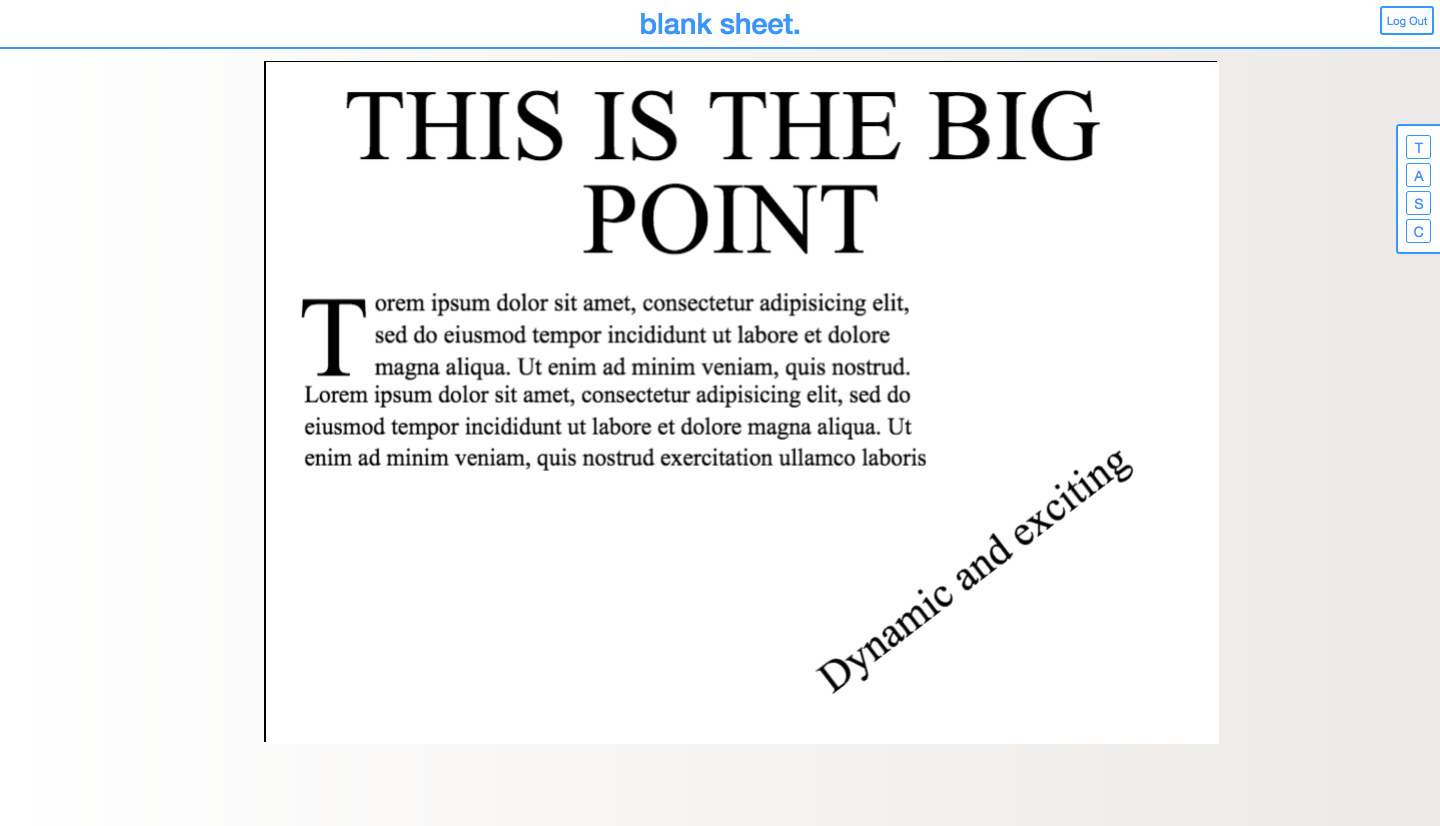 blank sheet.
Log Out
THIS IS THE BIG
POINT
Torem ipsum dolor sit amet, consectetur adipisicing elit,
sed do eiusmod tempor incididunt ut labore et dolore
magna aliqua. Ut enim ad minim veniam, quis nostrud.
Lorem ipsum dolor sit amet, consectetur adipisicing elit, sed do
eiusmod tempor incididunt ut labore et dolore magna aliqua. Ut
enim ad minim veniam, quis nostrud exercitation ullamco laboris
Dynamic and exciting
T
A
S
C